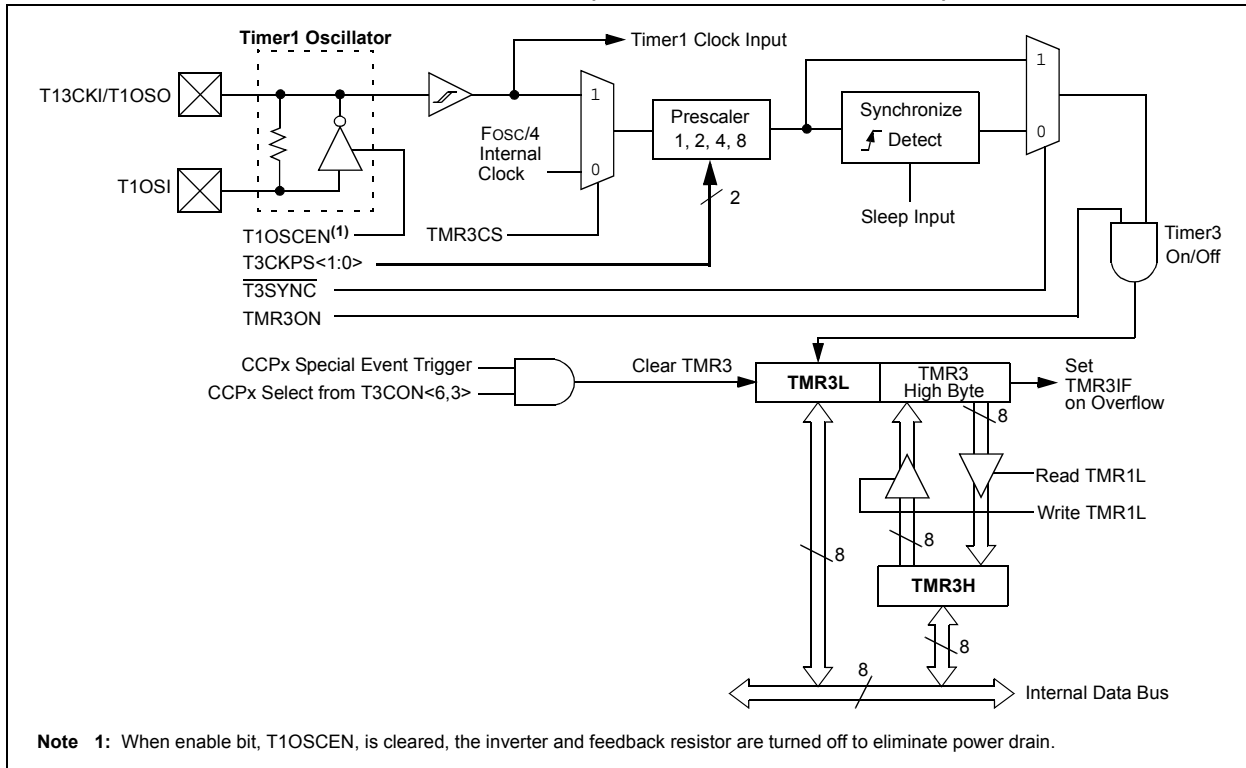 Timer1 Oscillator
Timer1 Clock Input
T13CKI/T1OSO
1
FOSC/4
Internal
Clock
0
Prescaler
1, 2, 4, 8
Synchronize
Detect
1
0
T1OSI
2
Sleep Input
T1OSCEN(1)
TMR3CS
T3CKPS<1:0>
T3SYNC
TMR3ON
Timer3
On/Off
CCPx Special Event Trigger
CCPx Select from T3CON<6,3>
Clear TMR3
TMR3L
TMR3
High Byte
Set
TMR3IF
on Overflow
8
Read TMR1L
Write TMR1L
8
8
TMR3H
8
8
Internal Data Bus
Note 1: When enable bit, T1OSCEN, is cleared, the inverter and feedback resistor are turned off to eliminate power drain.